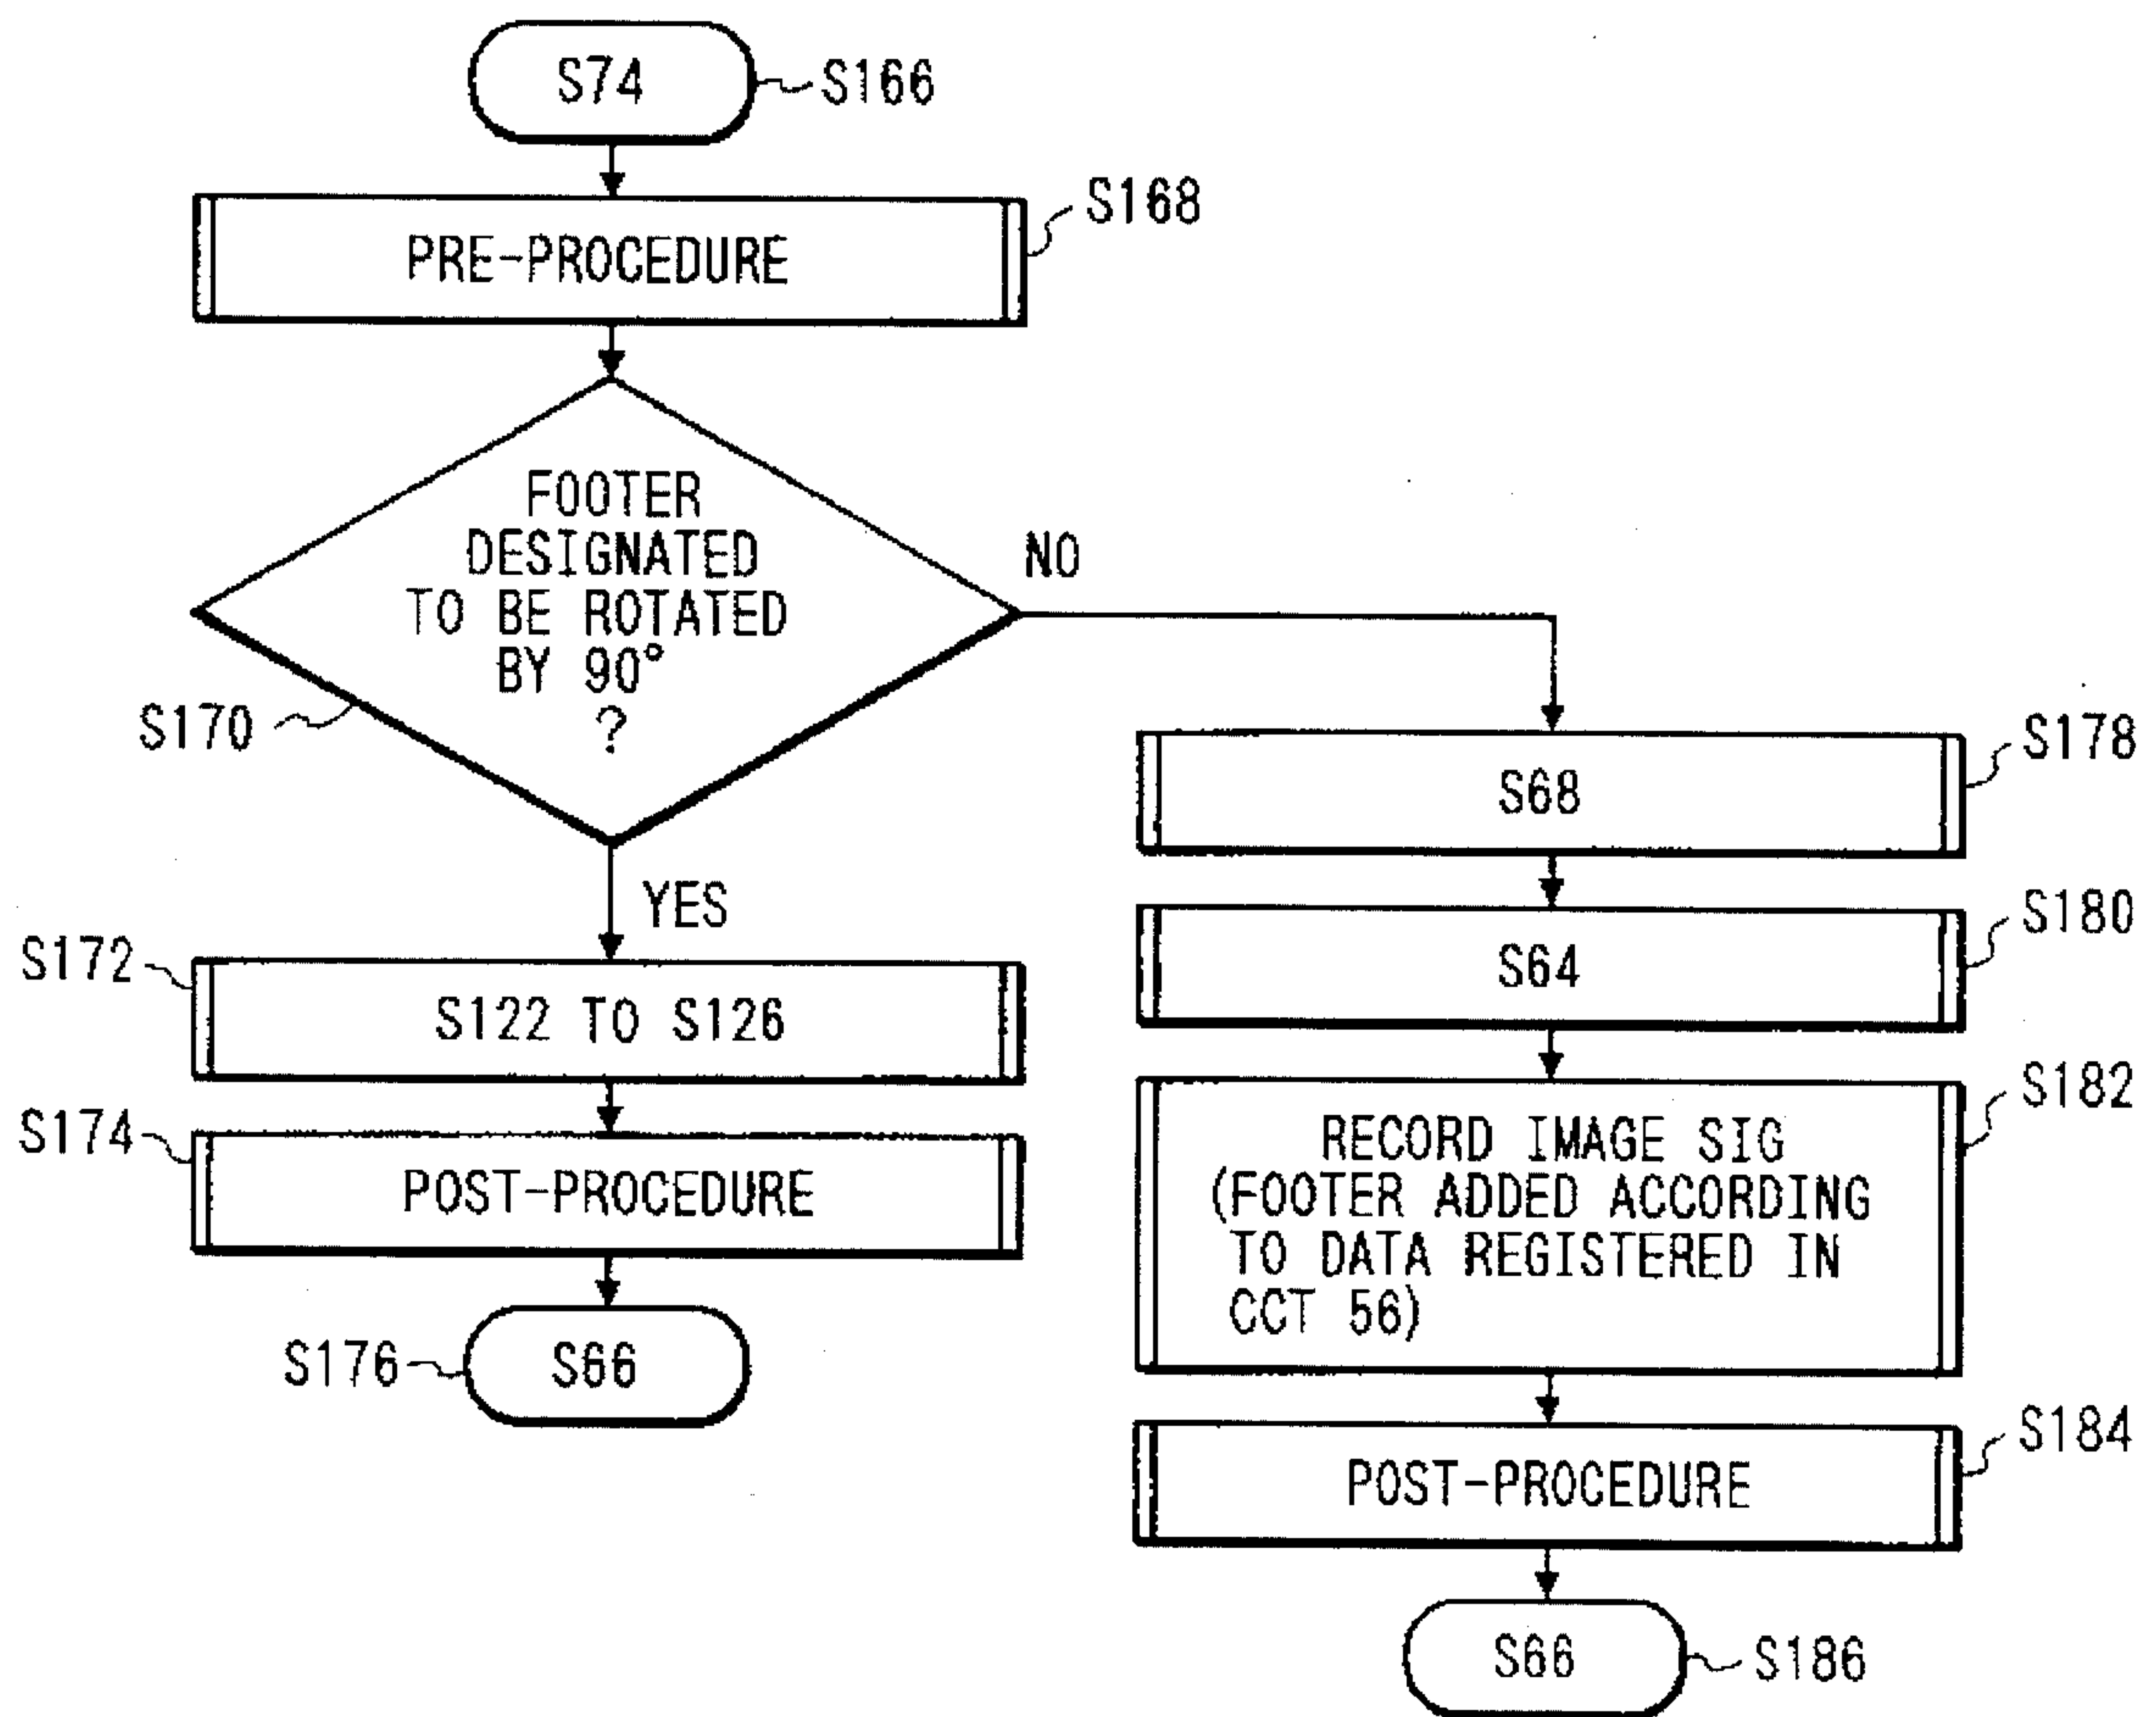 S74
S166
PRE-PROCEDURE
S168
FOOTER
DESIGNATED
TO BE ROTATED
BY 90°
?
S170
NO
YES
S172
S122 TO S126
S174
POST-PROCEDURE
S176
S66
S178
S68
S180
S64
S182
RECORD IMAGE SIG
(FOOTER ADDED ACCORDING
TO DATA REGISTERED IN
CCT 56)
S184
POST-PROCEDURE
S66
S186